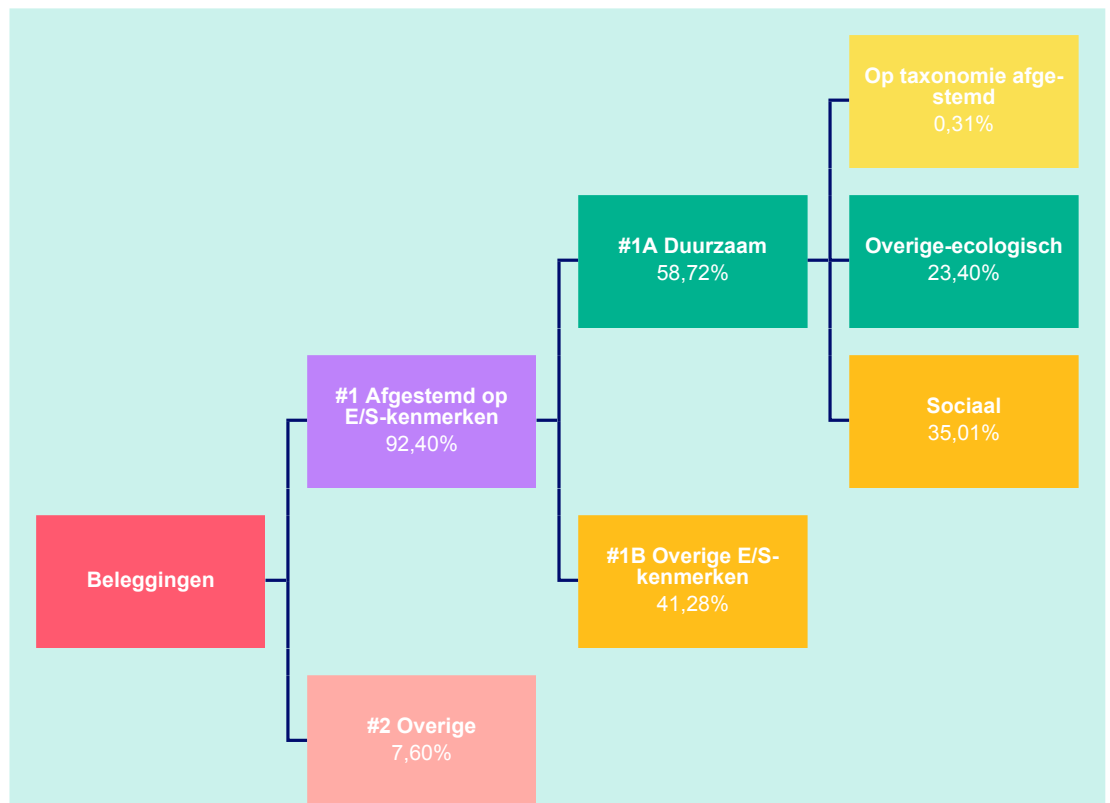 Op taxonomie afge-
stemd
0,31%
#1A Duurzaam
58,72%
Overige-ecologisch
23,40%
#1 Afgestemd op
E/S-kenmerken
92,40%
Sociaal
35,01%
Beleggingen
#1B Overige E/S-
kenmerken
41,28%
#2 Overige
7,60%